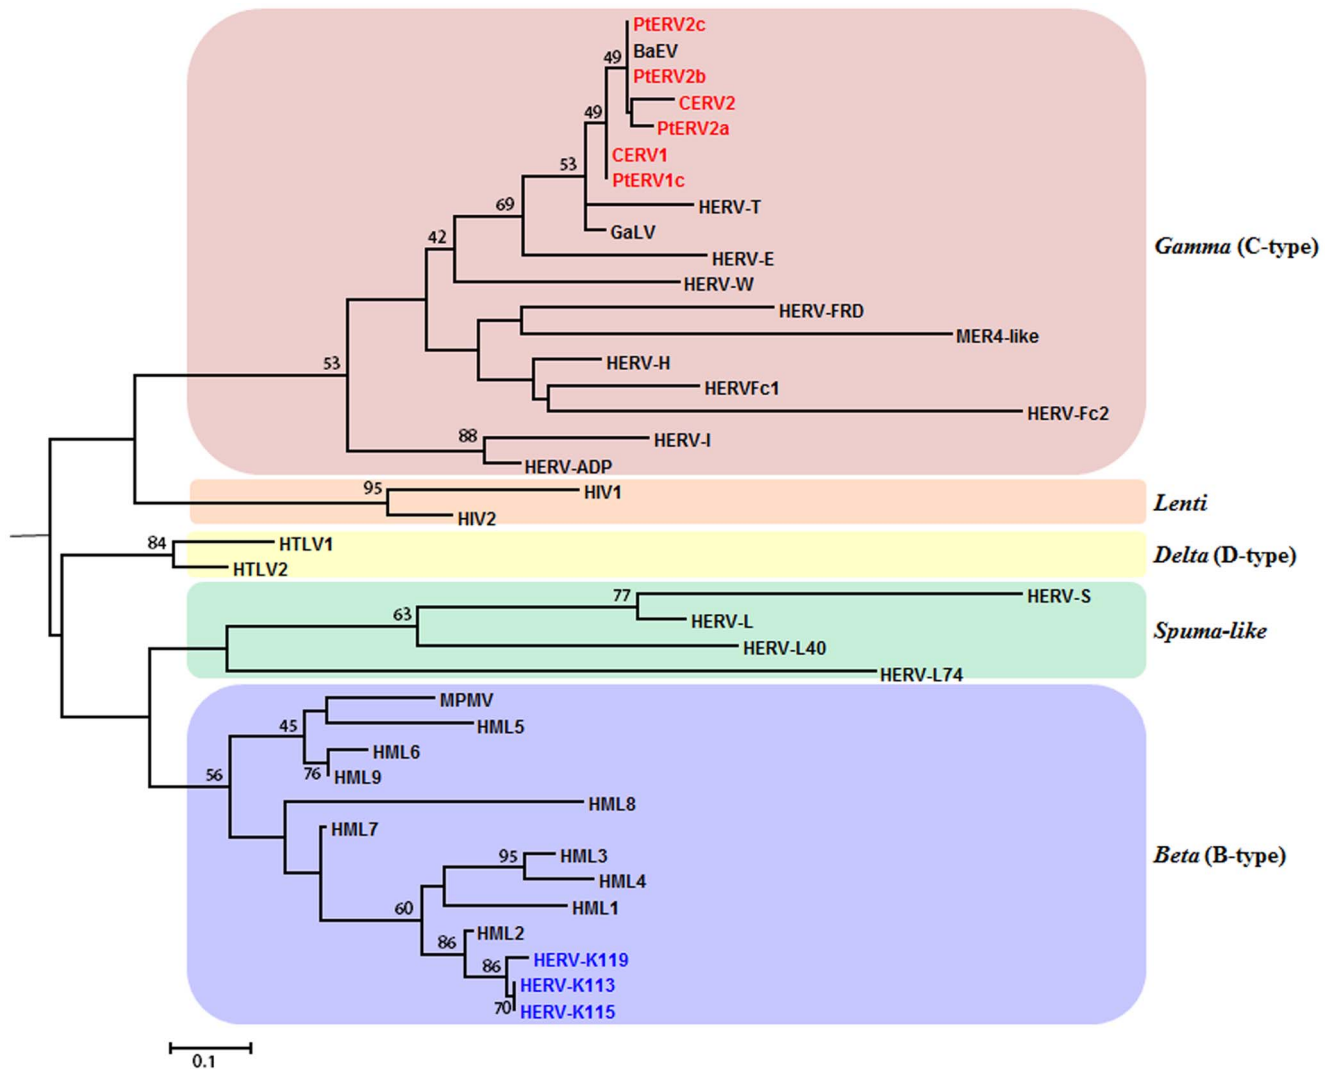 PtERV2c
49
BaEV
PtERV2b
CERV2
49
PtERV2a
CERV1
53
PtERV1c
69
HERV-T
GaLV
42
Gamma (C-type)
HERV-E
HERV-W
HERV-FRD
MER4-like
53
HERV-H
HERVFc1
HERV-Fc2
88
HERV-I
HERV-ADP
95
HIV1
Lenti
HIV2
84
HTLV1
Delta (D-type)
HTLV2
77
HERV-S
63
HERV-L
Spuma-like
HERV-L40
HERV-L74
MPMV
45
HML5
HML6
56
76
HML9
HML8
HML7
95
HML3
Beta (B-type)
HML4
60
HML1
HML2
86
HERV-K119
86
HERV-K113
70
HERV-K115
0.1